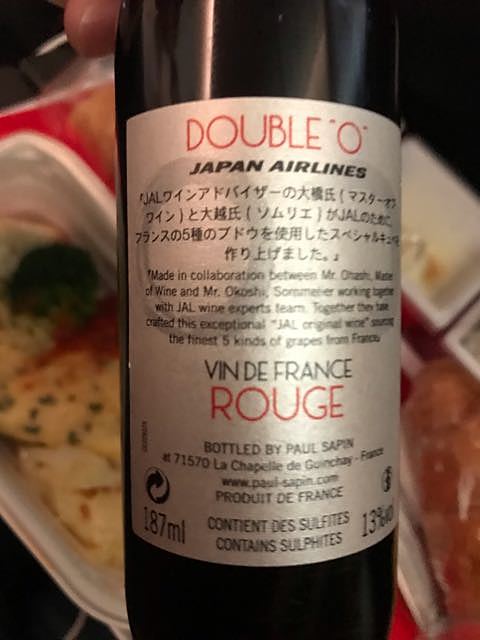 DOUBLE "O"
JAPAN AIRLINES
『JALワインアドバイザーの大橋氏(マスターオブ
ワイン)と大越氏(ソムリエ)がJALのために、
フランスの5種のブドウを使用したスペシャルキュベを
作り上げました。』
"Made in collaboration between Mr. Ohashi, Master
of Wine and Mr. Okoshi, Sommelier working together
with JAL wine experts team. Together they have
crafted this exceptional "JAL original wine" sourcing
the finest 5 kinds of grapes from France
VIN DE FRANCE
ROUGE
BOTTLED BY PAUL SAPIN
at 71570 La Chapelle de Guinchay - France
www.paul-sapin.com
PRODUIT DE FRANCE
187ml
CONTIENT DES SULFITES
CONTAINS SULPHITES
13%vol